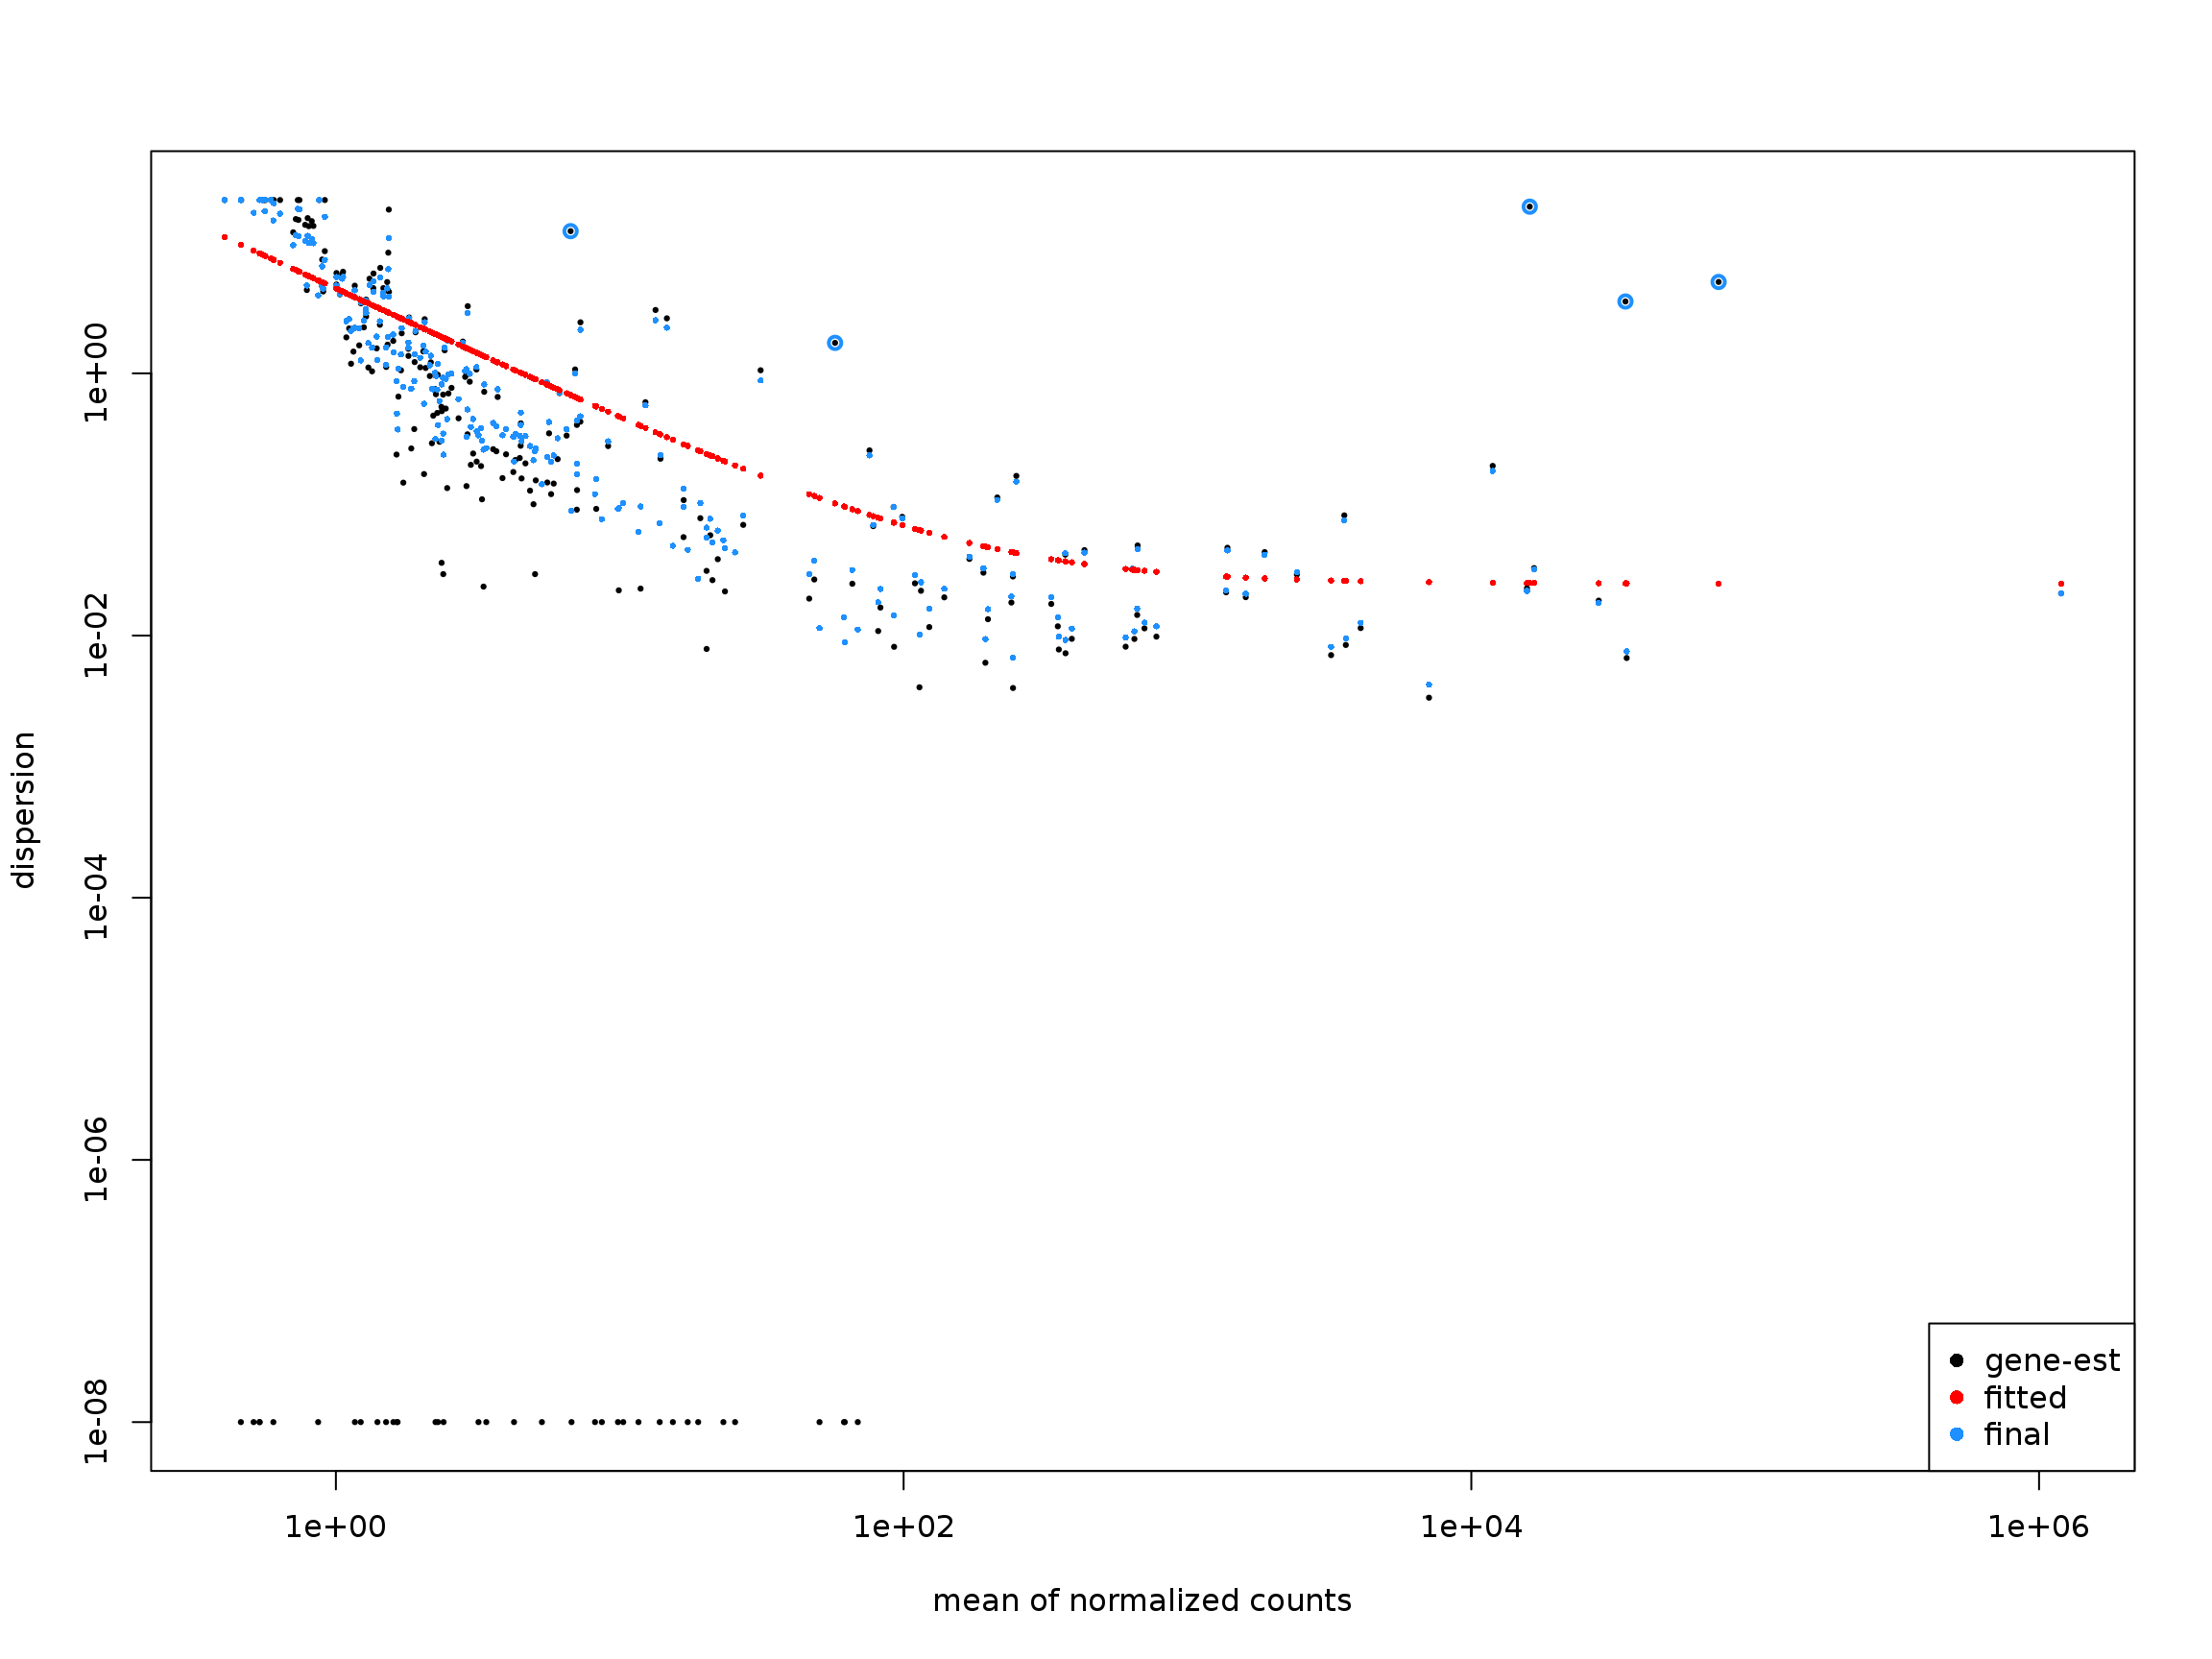 1e+00
1e-02
1e-04
1e-06
1e-08
dispersion
gene-est
fitted
final
1e+00
1e+02
1e+04
1e+06
mean of normalized counts